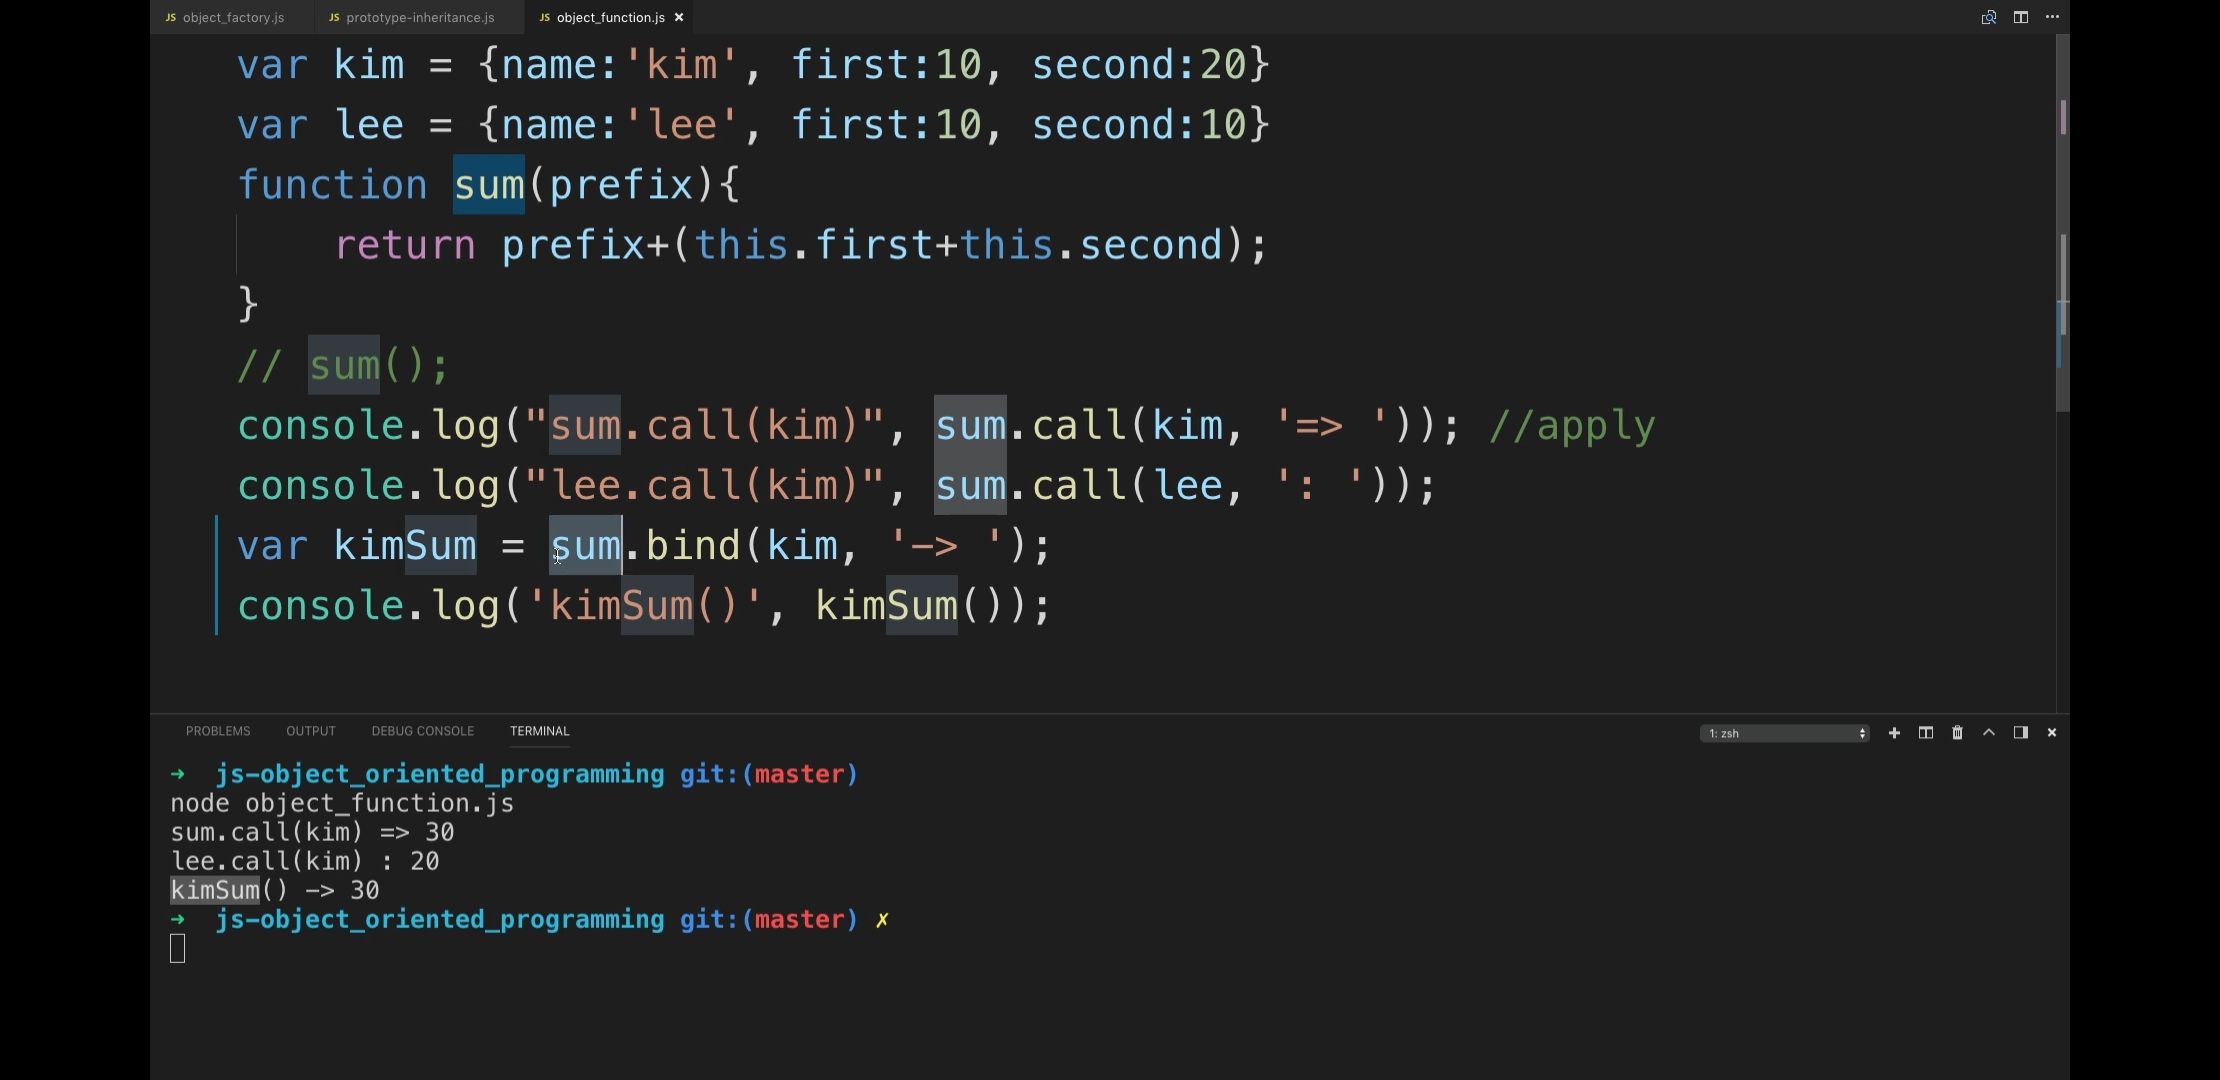 JS object_factory.js JS prototype-inheritance.js JS object_function.js ×
var kim = {name:'kim', first:10, second:20}
var lee = {name:'lee', first:10, second:10}
function sum(prefix){
    return prefix+(this.first+this.second);
}
// sum();
console.log("sum.call(kim)", sum.call(kim, '=> ')); //apply
console.log("lee.call(kim)", sum.call(lee, ': '));
var kimSum = sum.bind(kim, '-> ');
console.log('kimSum()', kimSum());
PROBLEMS OUTPUT DEBUG CONSOLE TERMINAL 1: zsh
➜ js-object_oriented_programming git:(master)
node object_function.js
sum.call(kim) => 30
lee.call(kim) : 20
kimSum() -> 30
➜ js-object_oriented_programming git:(master) ✗